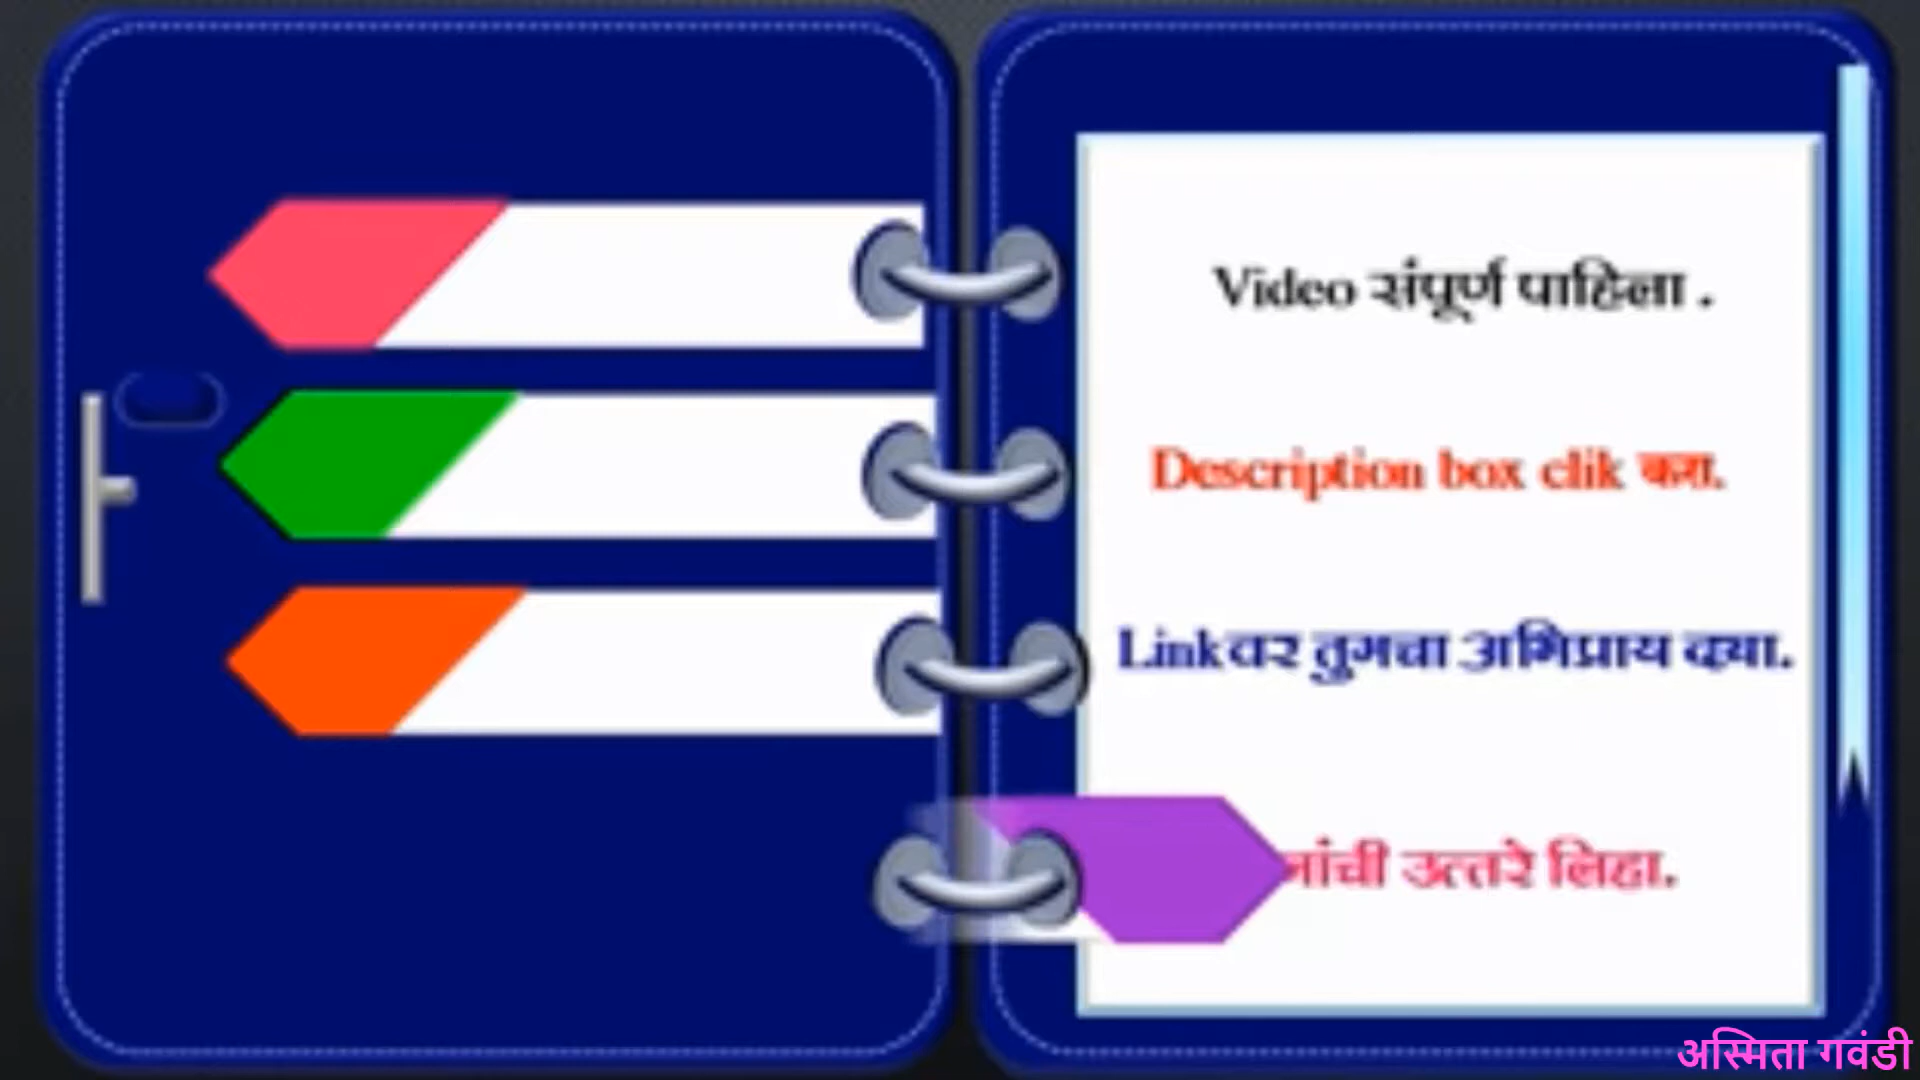 Video संपूर्ण पाहिला .
Description box clik करा.
Linkवर तुमचा अभिप्राय द्या.
उत्तरे लिहा.
अस्मिता गवंडी